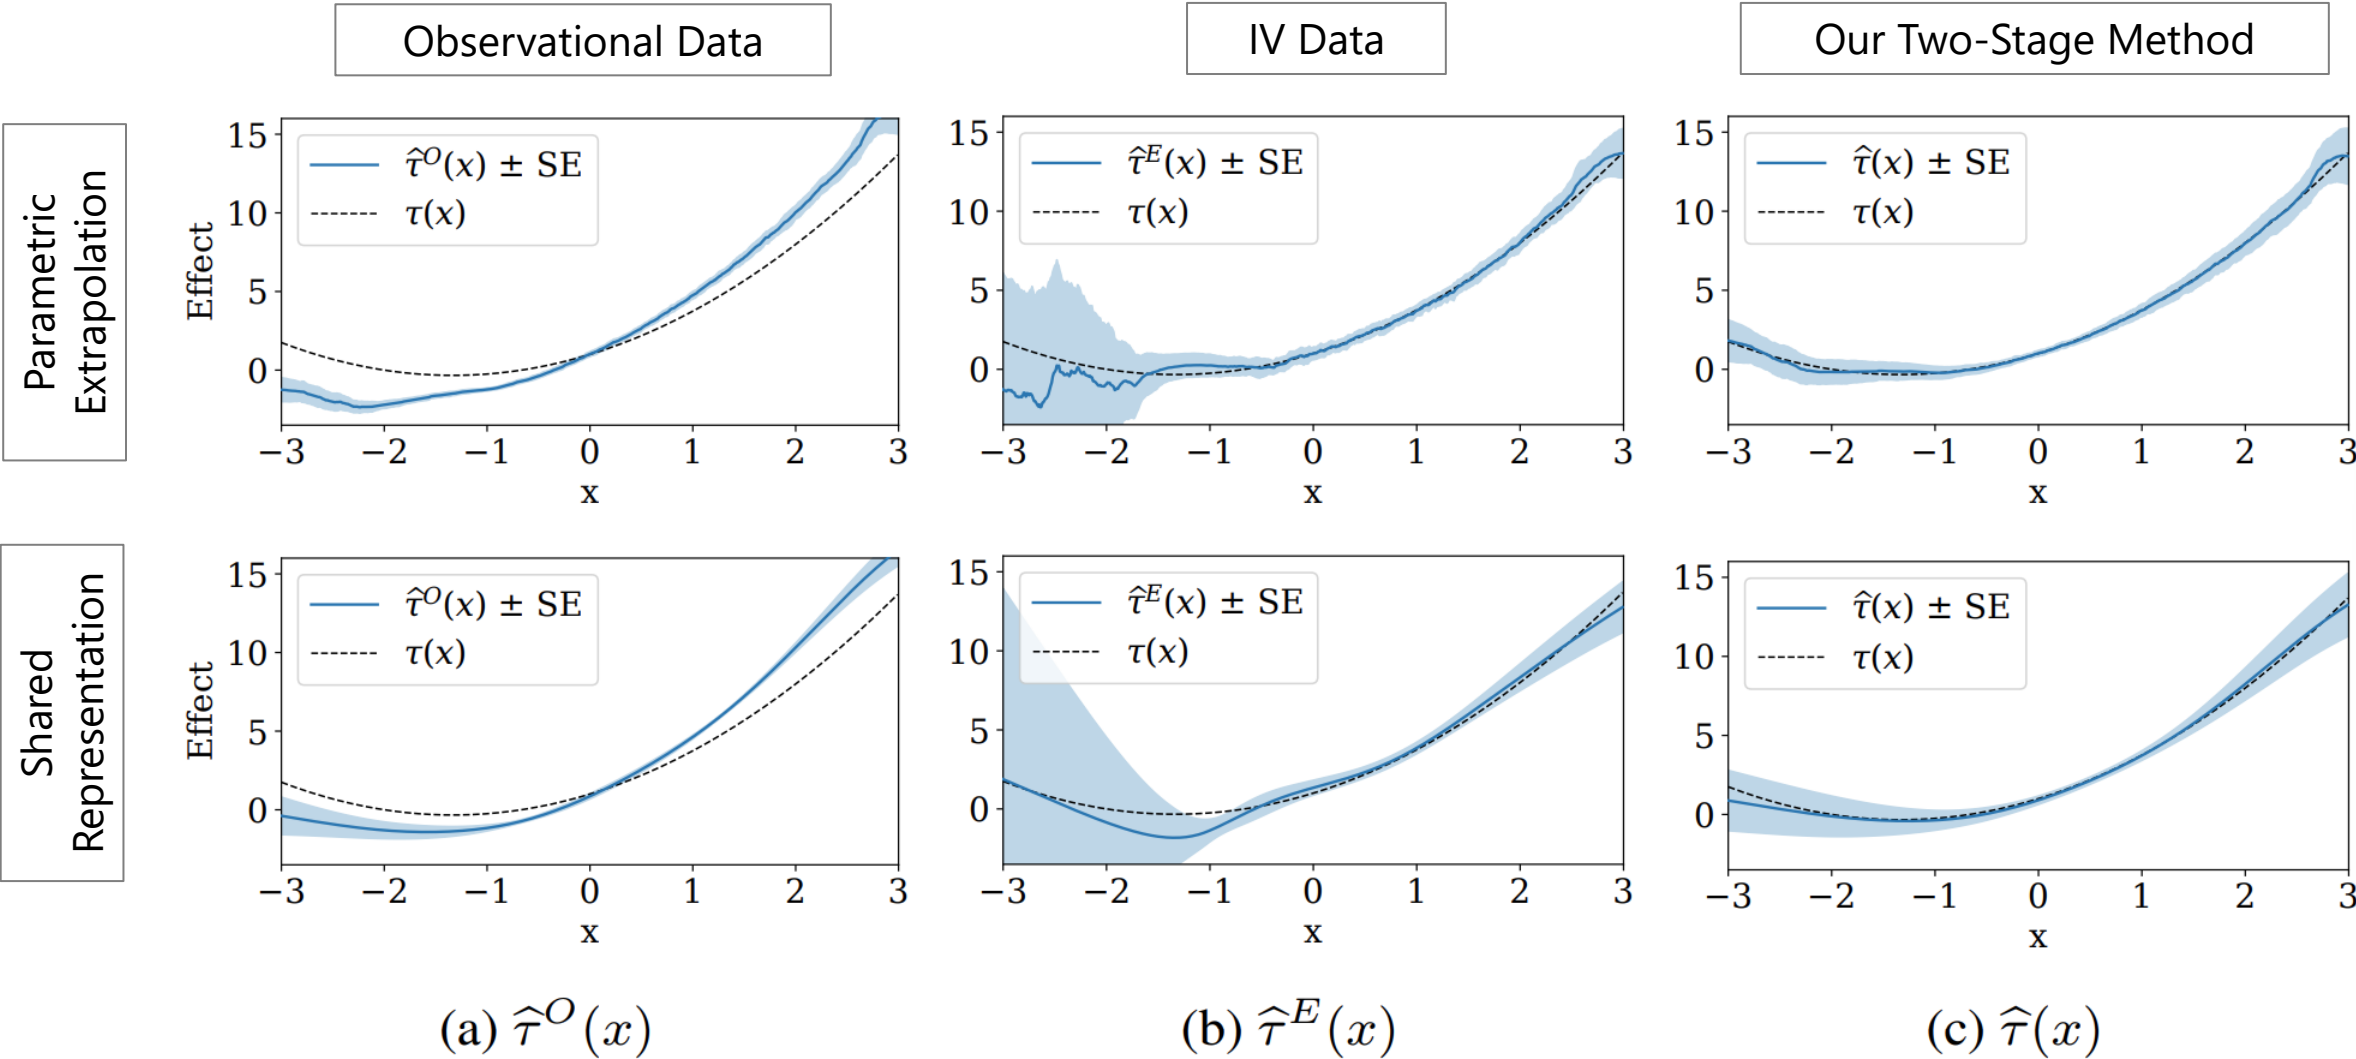 Observational Data
IV Data
Our Two-Stage Method
Parametric
Extrapolation
15
10
5
0
Effect
τ̂ᴼ(x) ± SE
τ(x)
−3 −2 −1 0 1 2 3
x
15
10
5
0
τ̂ᴱ(x) ± SE
τ(x)
−3 −2 −1 0 1 2 3
x
15
10
5
0
τ̂(x) ± SE
τ(x)
−3 −2 −1 0 1 2 3
x
Shared
Representation
15
10
5
0
Effect
τ̂ᴼ(x) ± SE
τ(x)
−3 −2 −1 0 1 2 3
x
15
10
5
0
τ̂ᴱ(x) ± SE
τ(x)
−3 −2 −1 0 1 2 3
x
15
10
5
0
τ̂(x) ± SE
τ(x)
−3 −2 −1 0 1 2 3
x
(a) τ̂ᴼ(x)
(b) τ̂ᴱ(x)
(c) τ̂(x)